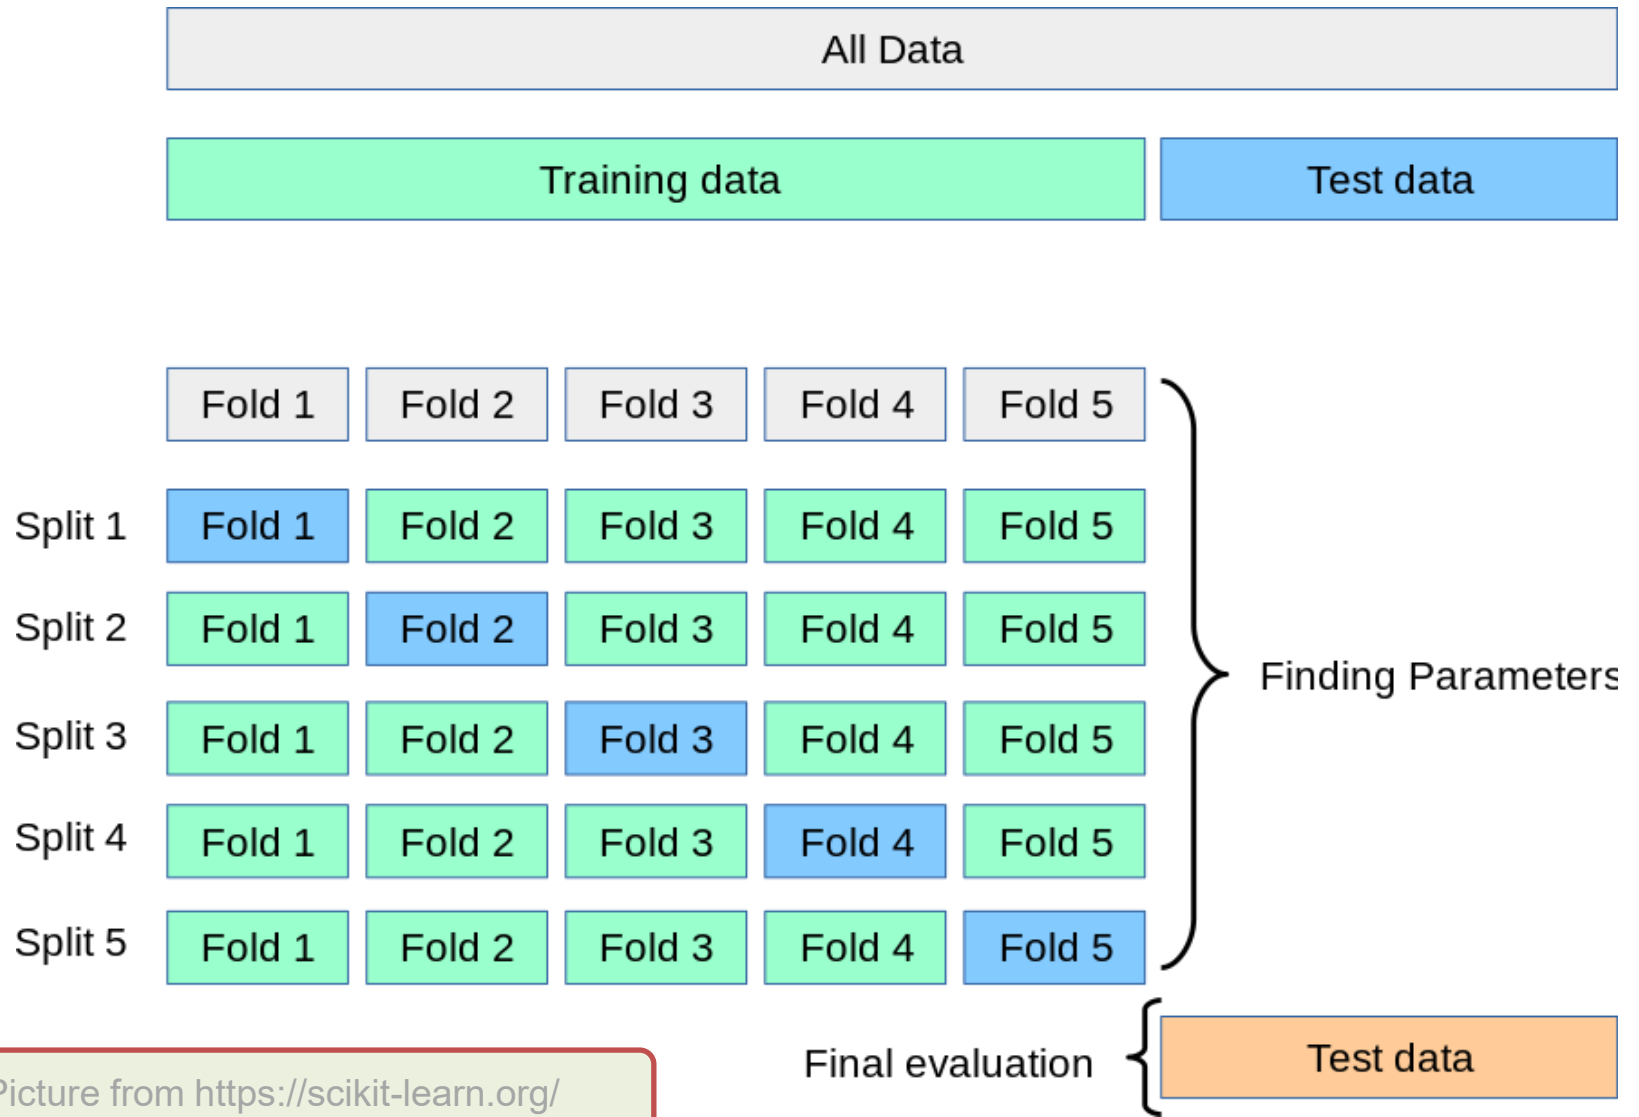 All Data
Training data Test data
Fold 1 Fold 2 Fold 3 Fold 4 Fold 5
Split 1 Fold 1 Fold 2 Fold 3 Fold 4 Fold 5
Split 2 Fold 1 Fold 2 Fold 3 Fold 4 Fold 5
Finding Parameters
Split 3 Fold 1 Fold 2 Fold 3 Fold 4 Fold 5
Split 4 Fold 1 Fold 2 Fold 3 Fold 4 Fold 5
Split 5 Fold 1 Fold 2 Fold 3 Fold 4 Fold 5
Final evaluation Test data
Picture from https://scikit-learn.org/